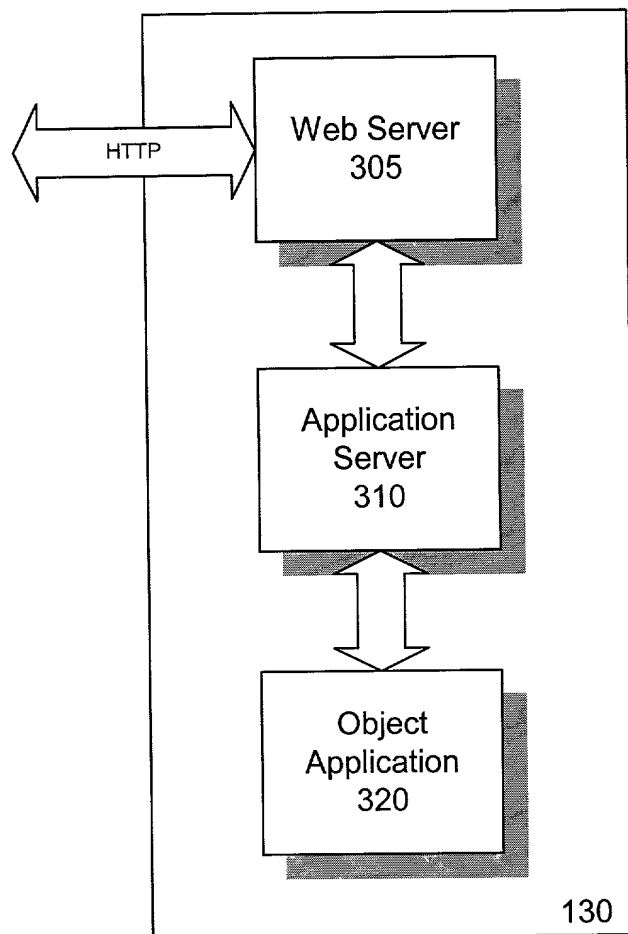 HTTP
Web Server
305
Application
Server
310
Object
Application
320
130